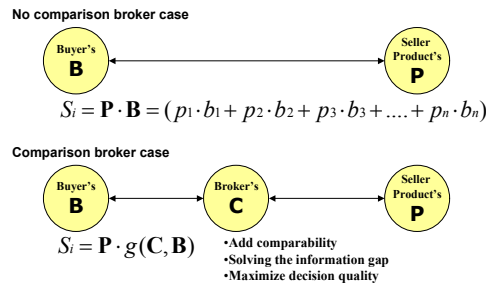 No comparison broker case
Buyer's
B
Seller
Product's
P
Si = P · B = ( p1 · b1 + p2 · b2 + p3 · b3 + .... + pn · bn)
Comparison broker case
Buyer's
B
Broker's
C
Seller
Product's
P
Si = P · g(C, B)
•Add comparability
•Solving the information gap
•Maximize decision quality